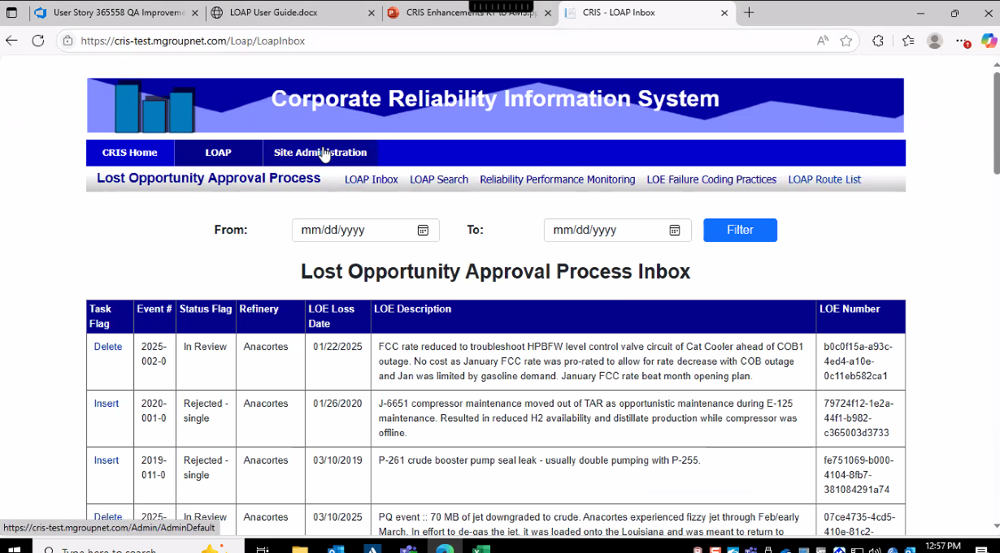 User Story 365558 QA Improveme
LOAP User Guide.docx
CRIS Enhancements KT to AMS.pp
CRIS - LOAP Inbox
https://cris-test.mgroupnet.com/Loap/LoapInbox
Corporate Reliability Information System
CRIS Home LOAP Site Administration
Lost Opportunity Approval Process LOAP Inbox LOAP Search Reliability Performance Monitoring LOE Failure Coding Practices LOAP Route List
From: mm/dd/yyyy To: mm/dd/yyyy Filter
Lost Opportunity Approval Process Inbox
Task Flag Event # Status Flag Refinery LOE Loss Date LOE Description LOE Number
Delete 2025-002-0 In Review Anacortes 01/22/2025 FCC rate reduced to troubleshoot HPBFW level control valve circuit of Cat Cooler ahead of COB1
outage. No cost as January FCC rate was pro-rated to allow for rate decrease with COB outage
and Jan was limited by gasoline demand. January FCC rate beat month opening plan.
b0c0f15a-a93c-
4ed4-a10e-
0c11eb582ca1
Insert 2020-001-0 Rejected - single Anacortes 01/26/2020 J-6651 compressor maintenance moved out of TAR as opportunistic maintenance during E-125
maintenance. Resulted in reduced H2 availability and distillate production while compressor was
offline.
79724f12-1e2a-
44f1-b982-
c365003d3733
Insert 2019-011-0 Rejected - single Anacortes 03/10/2019 P-261 crude booster pump seal leak - usually double pumping with P-255.
fe751069-b000-
4104-8fb7-
381084291a74
Delete 2025- In Review Anacortes 03/10/2025 PQ event :: 70 MB of jet downgraded to crude. Anacortes experienced fizzy jet through Feb/early
March. In effort to de-gas the jet, it was loaded onto the Louisiana and was meant to return to
07ce4735-4cd5-
410e-81c2-
https://cris-test.mgroupnet.com/Admin/AdminDefault
Type here to search
12:57 PM